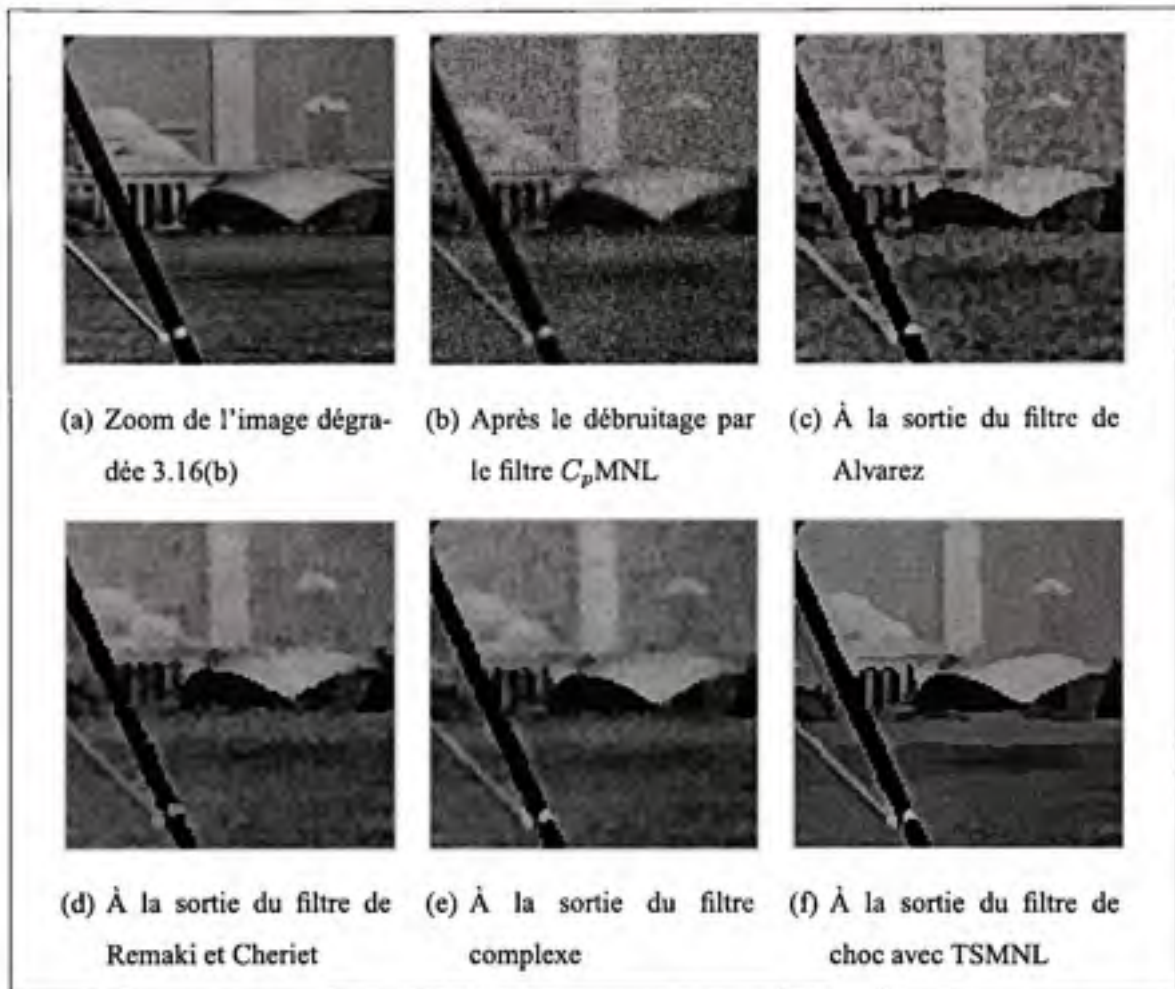 (a) Zoom de l'image dégra-
dée 3.16(b)
(b) Après le débruitage par
le filtre CpMNL
(c) À la sortie du filtre de
Alvarez
(d) À la sortie du filtre de
Remaki et Cheriet
(e) À la sortie du filtre
complexe
(f) À la sortie du filtre de
choc avec TSMNL